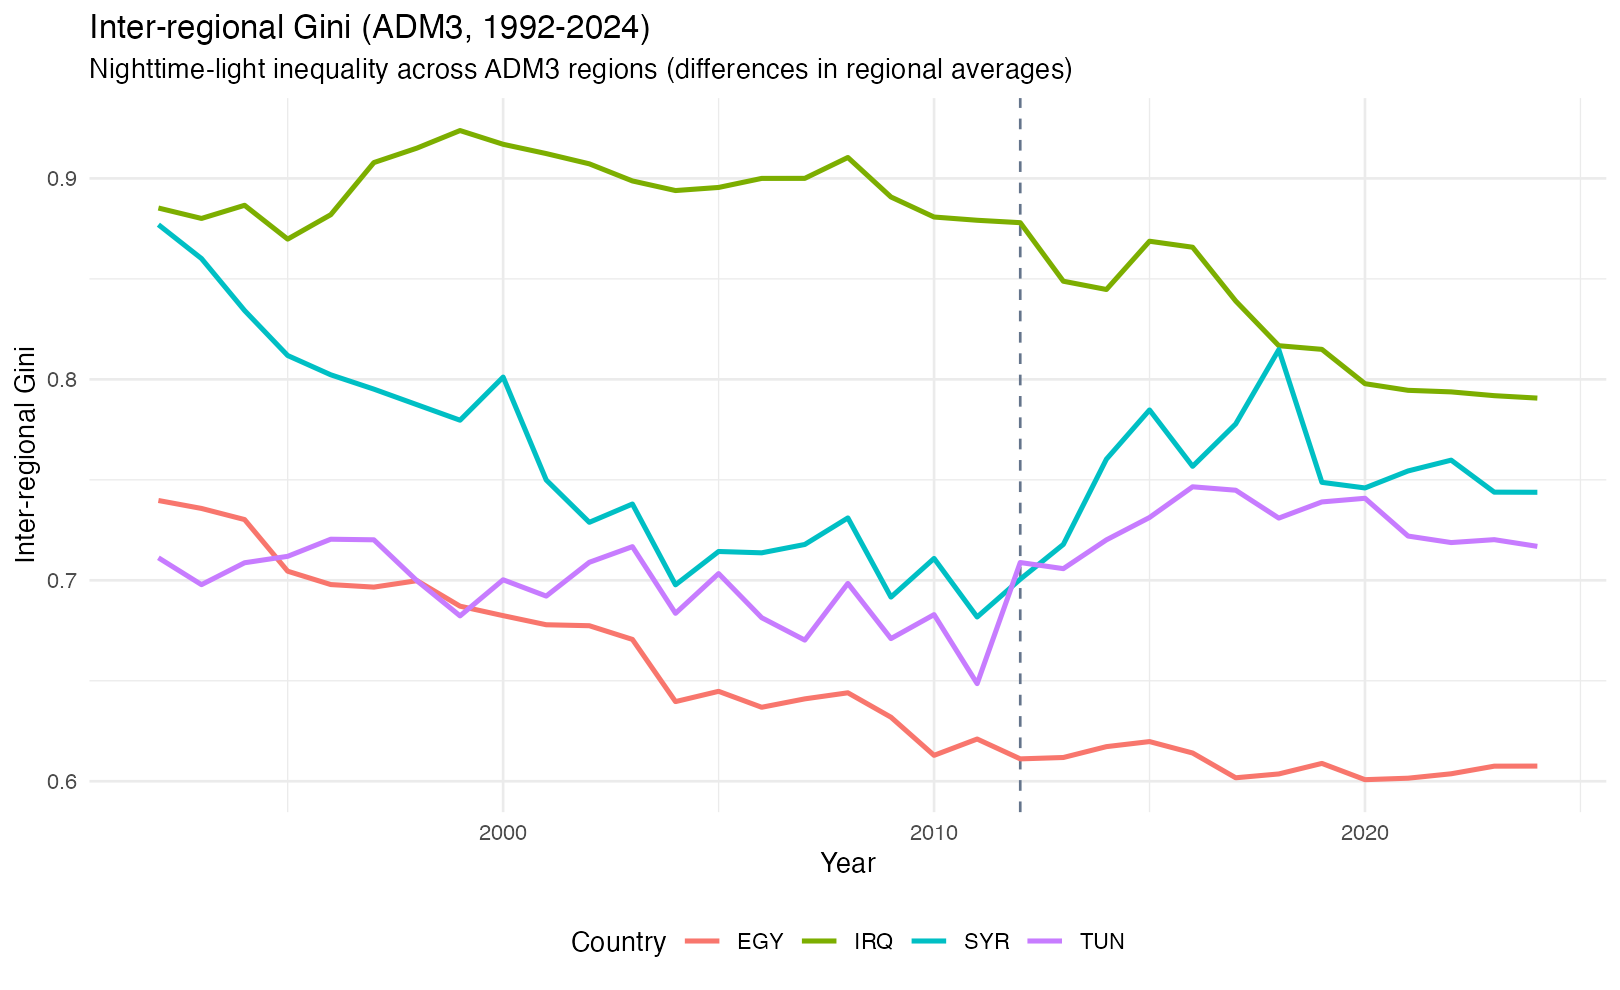 Inter-regional Gini (ADM3, 1992-2024)
Nighttime-light inequality across ADM3 regions (differences in regional averages)
Inter-regional Gini
0.9
0.8
0.7
0.6
2000 2010 2020
Year
Country EGY IRQ SYR TUN